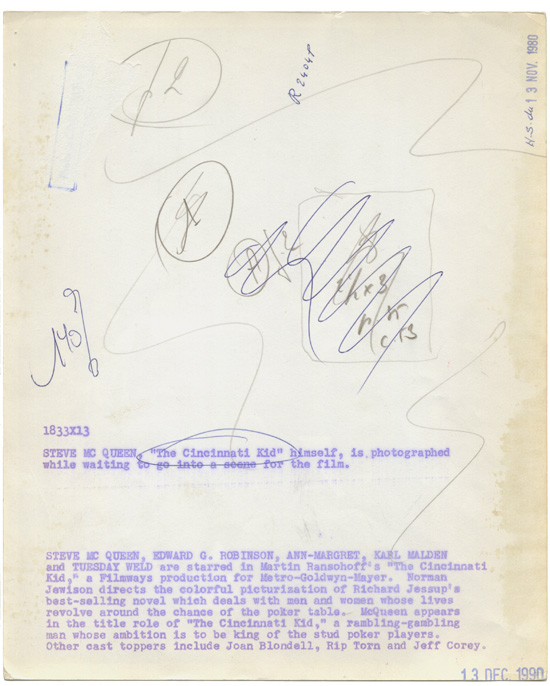 R 2404P
H-S. du 13 NOV. 1980
1833X13
STEVE MC QUEEN, "The Cincinnati Kid" himself, is photographed
while waiting to go into a scene for the film.
STEVE MC QUEEN, EDWARD G. ROBINSON, ANN-MARGRET, KARL MALDEN
and TUESDAY WELD are starred in Martin Ransohoff's "The Cincinnati
Kid," a Filmways production for Metro-Goldwyn-Mayer. Norman
Jewison directs the colorful picturization of Richard Jessup's
best-selling novel which deals with men and women whose lives
revolve around the chance of the poker table. McQueen appears
in the title role of "The Cincinnati Kid," a rambling-gambling
man whose ambition is to be king of the stud poker players.
Other cast toppers include Joan Blondell, Rip Torn and Jeff Corey.
13 DEC. 1990